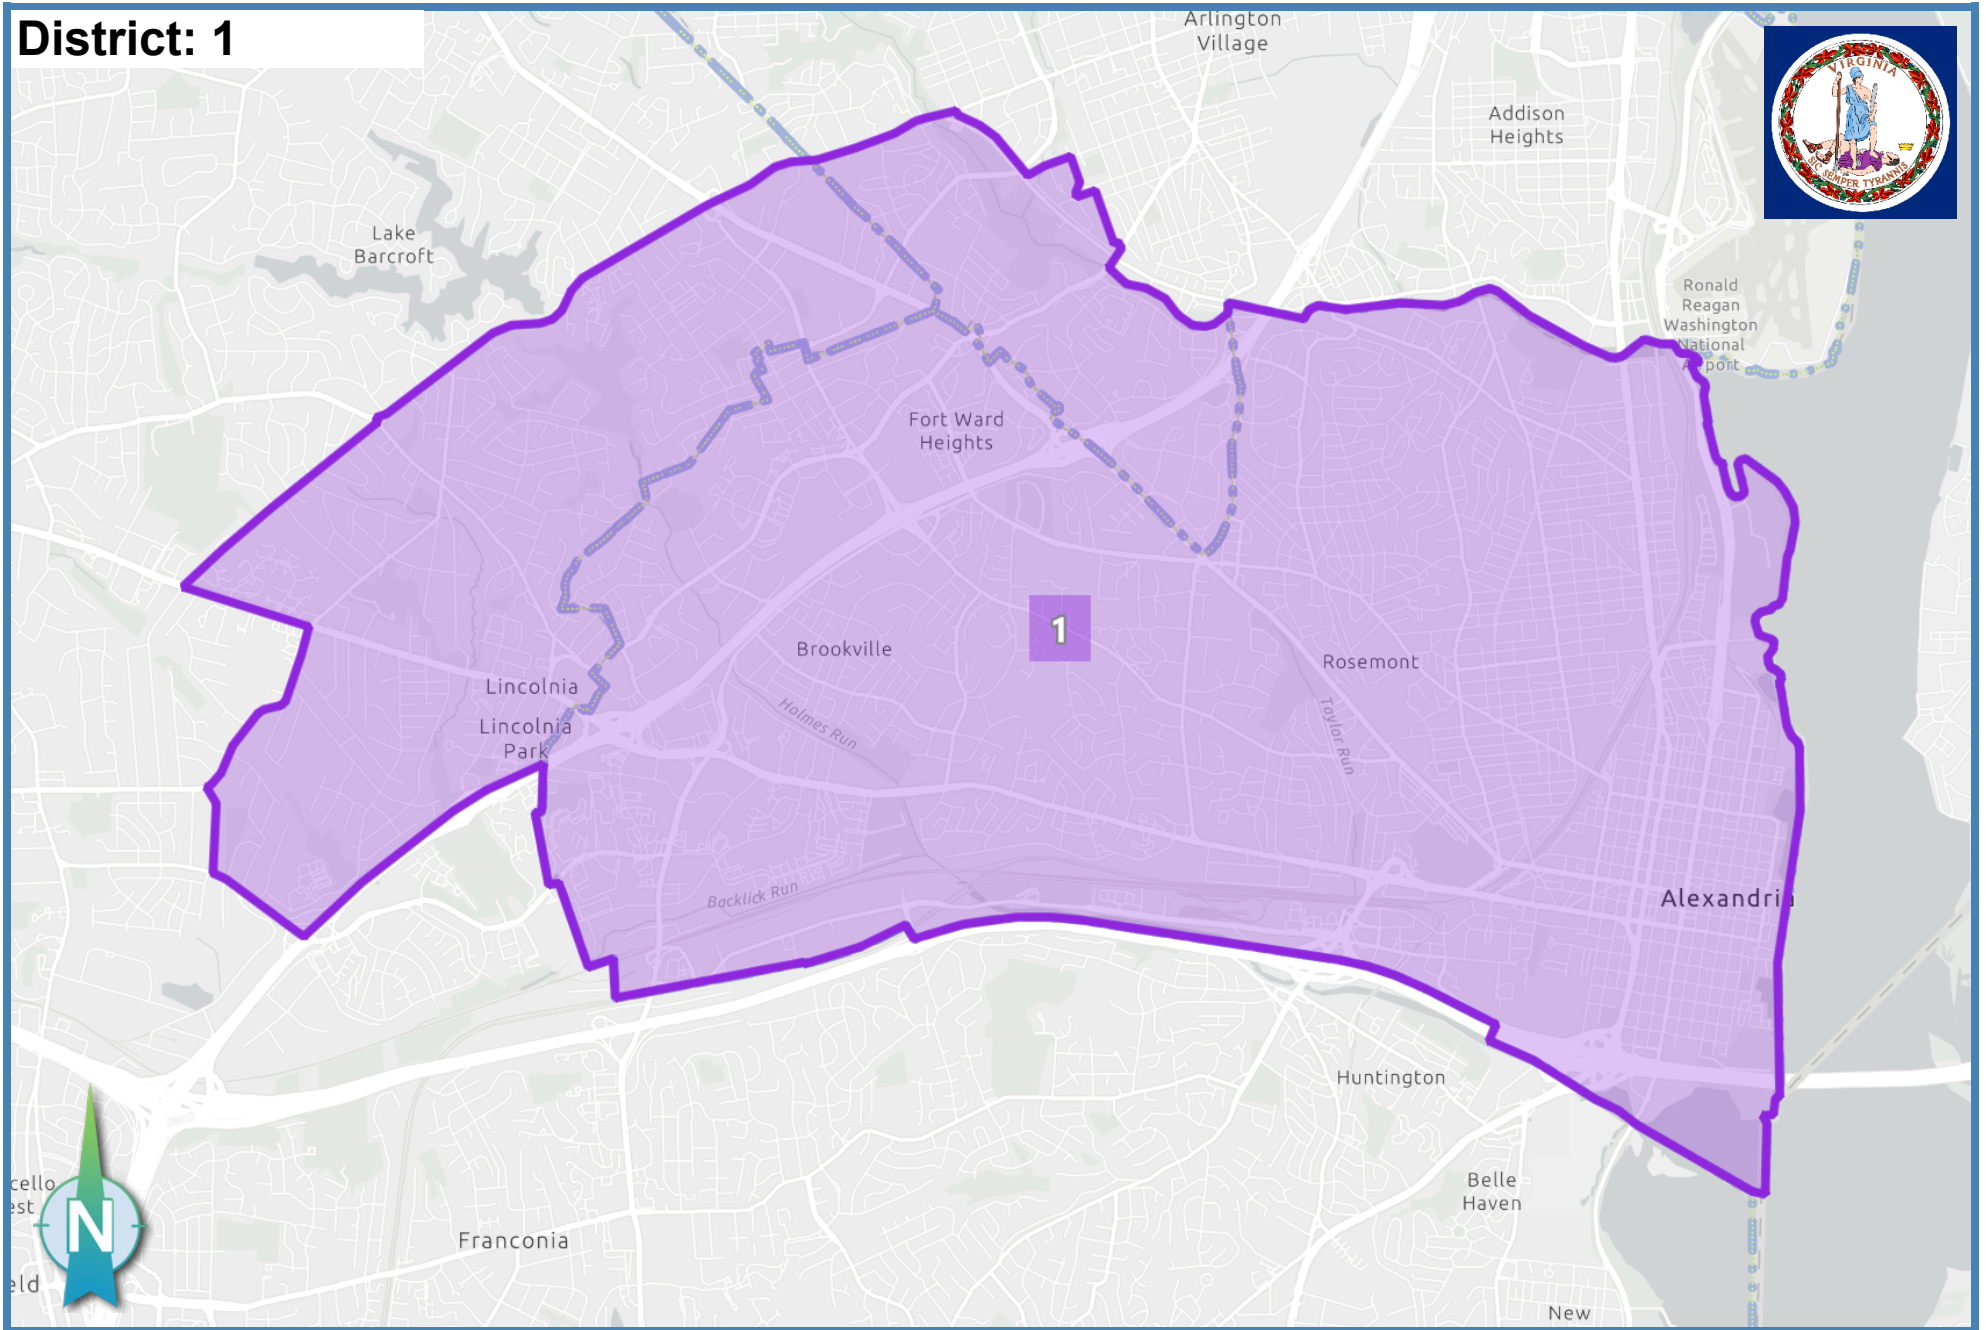 District: 1
Arlington
Village
VIRGINIA
SIC SEMPER TYRANNIS
Addison
Heights
Lake
Barcroft
Ronald
Reagan
Washington
National
Airport
Fort Ward
Heights
1
Brookville
Rosemont
Lincolnia
Lincolnia
Park
Holmes Run
Taylor Run
Backlick Run
Alexandria
Huntington
Belle
Haven
cello
est
N
Franconia
eld
New